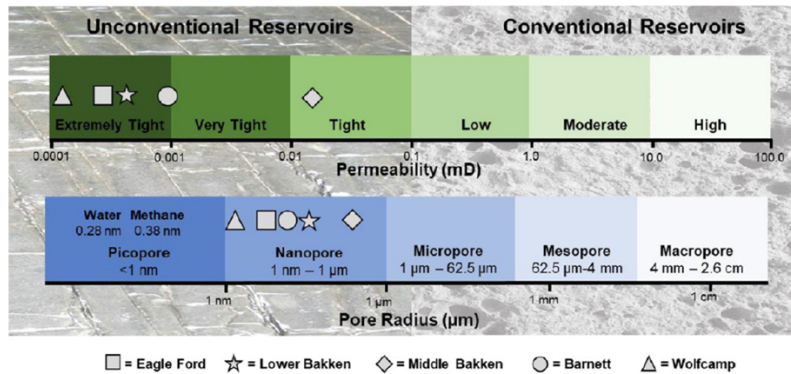 Unconventional Reservoirs Conventional Reservoirs
Extremely Tight Very Tight Tight Low Moderate High
0.0001 0.001 0.01 0.1 1.0 10.0 100.0
Permeability (mD)
Water Methane
0.28 nm 0.38 nm
Picopore Nanopore Micropore Mesopore Macropore
<1 nm 1 nm – 1 µm 1 µm – 62.5 µm 62.5 µm-4 mm 4 mm – 2.6 cm
1 nm 1 µm 1 mm 1 cm
Pore Radius (µm)
= Eagle Ford = Lower Bakken = Middle Bakken = Barnett = Wolfcamp